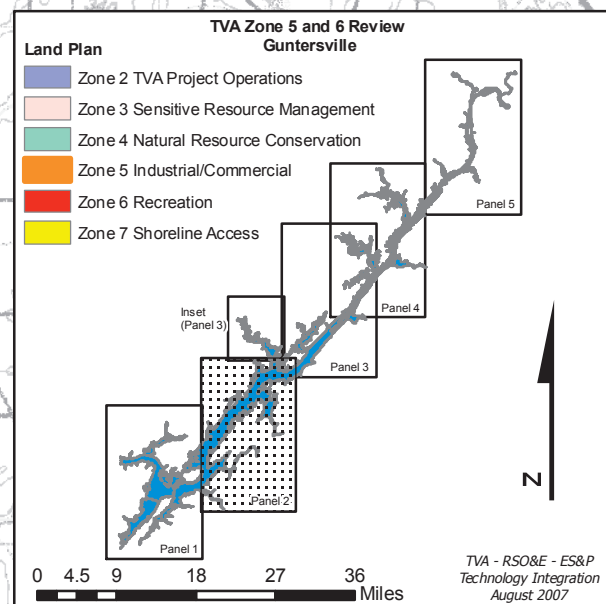 TVA Zone 5 and 6 Review
Guntersville
Land Plan
Zone 2 TVA Project Operations
Zone 3 Sensitive Resource Management
Zone 4 Natural Resource Conservation
Zone 5 Industrial/Commercial
Zone 6 Recreation
Zone 7 Shoreline Access
Panel 5
Panel 4
Inset
(Panel 3)
Panel 3
Panel 2
Panel 1
N
0 4.5 9 18 27 36
Miles
TVA - RSO&E - ES&P
Technology Integration
August 2007